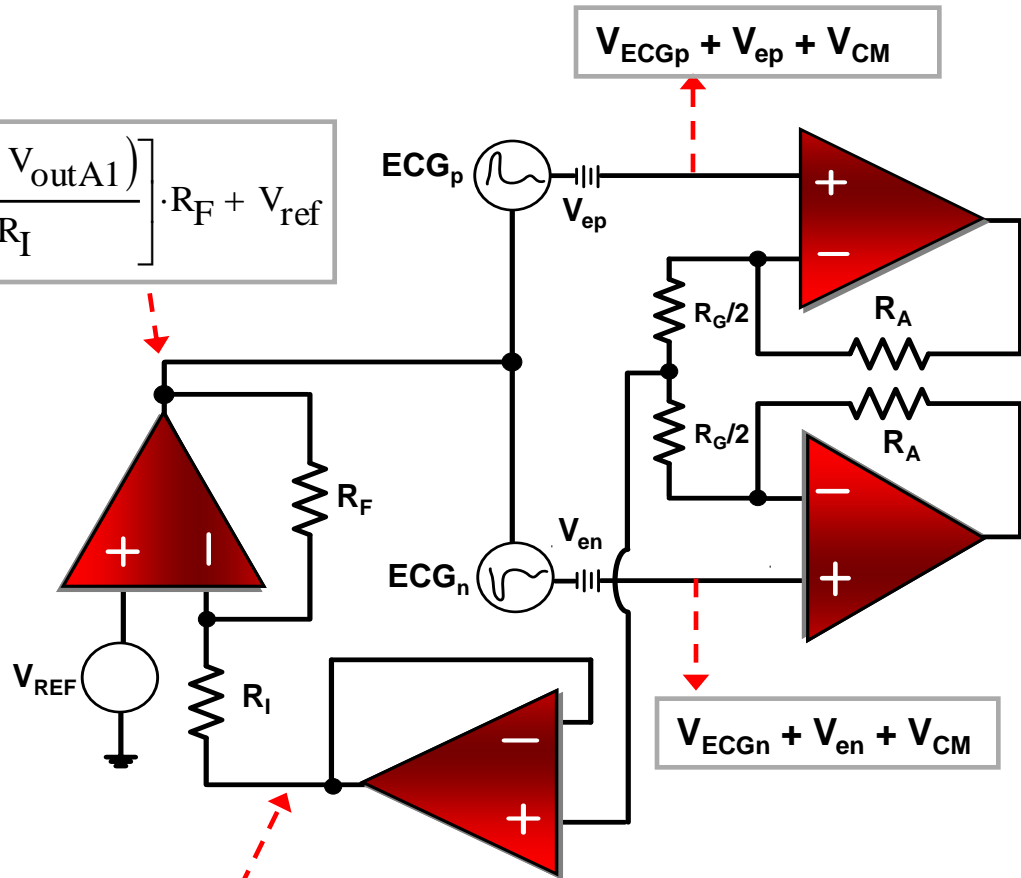 V_ECGp + V_ep + V_CM
V_outA1)
R_I
]·R_F + V_ref
ECG_p
V_ep
+
−
R_G/2
R_A
R_G/2
R_A
−
+
R_F
V_en
ECG_n
+ −
V_REF
R_I
−
+
V_ECGn + V_en + V_CM